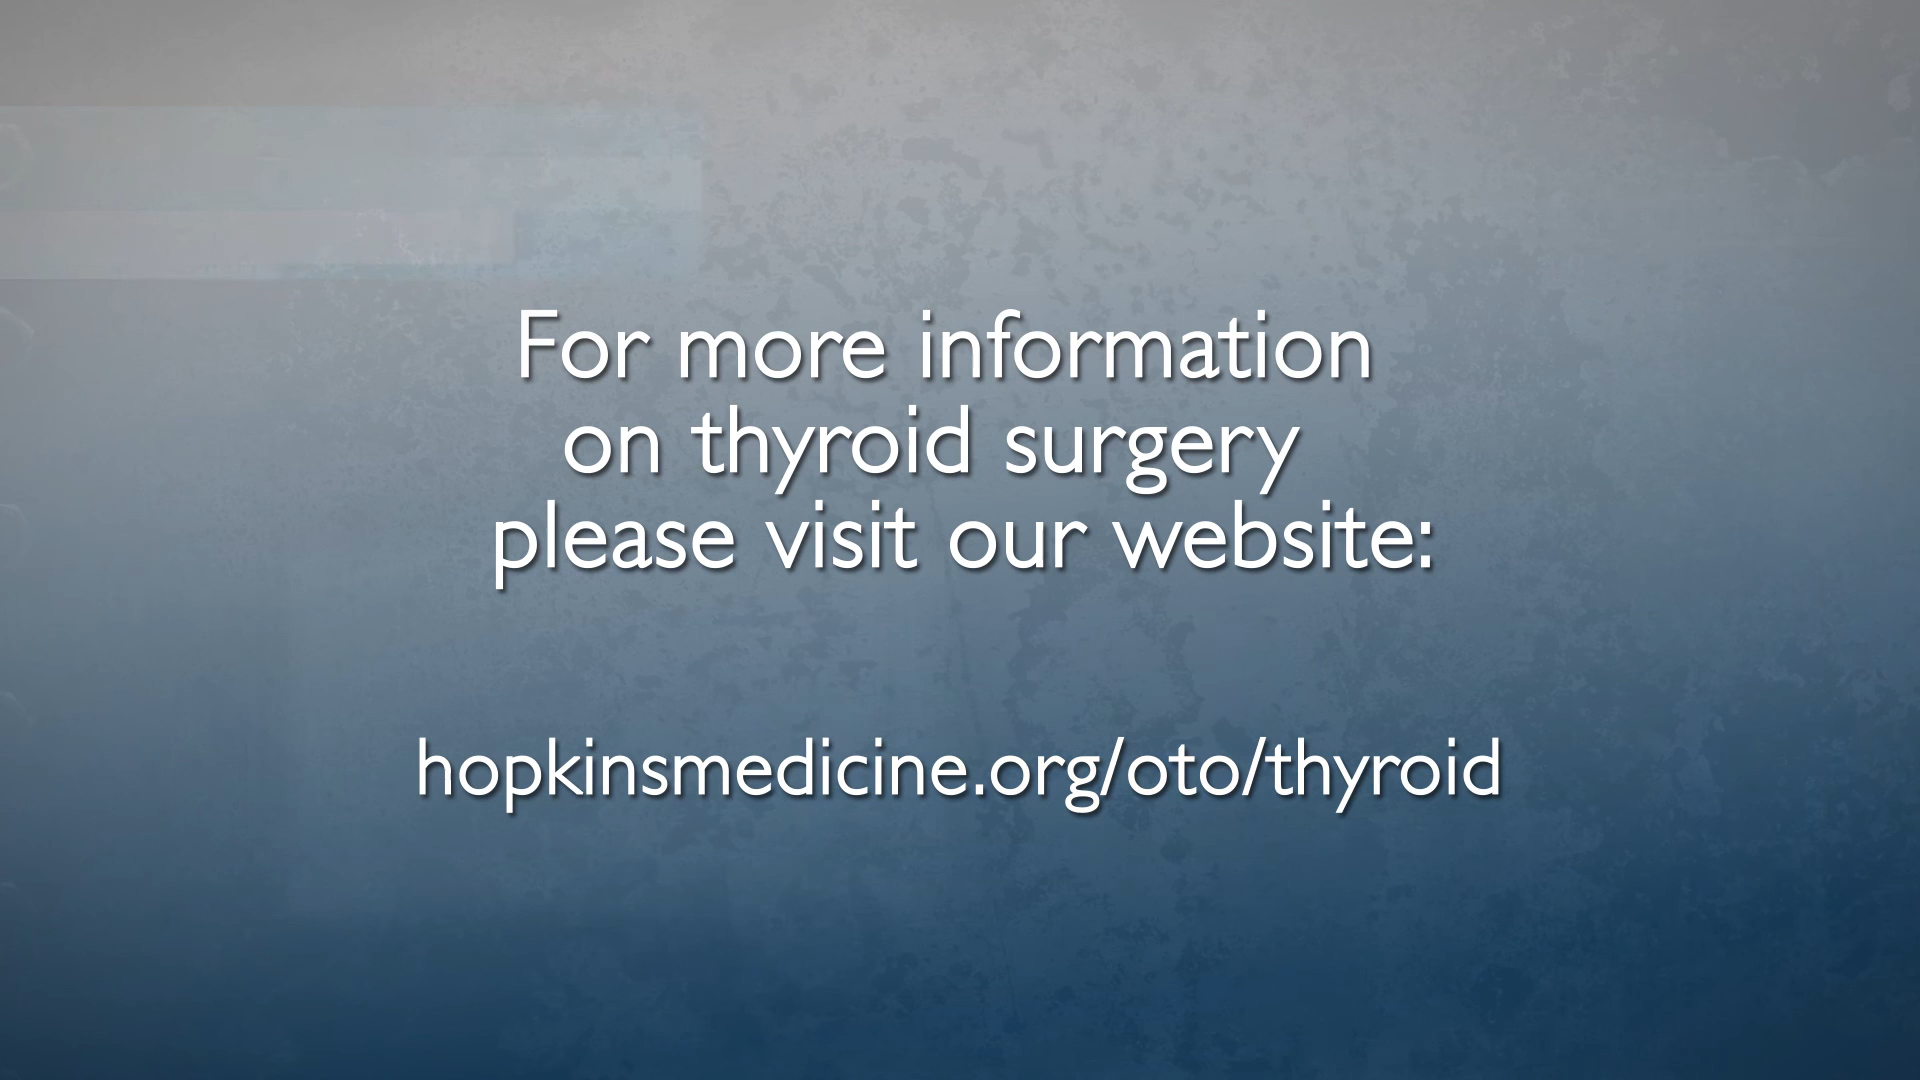 For more information
on thyroid surgery
please visit our website:
hopkinsmedicine.org/oto/thyroid